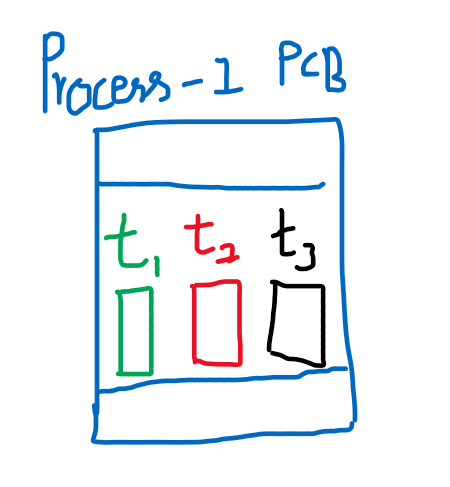 Process-1 PCB
t1 t2 t3